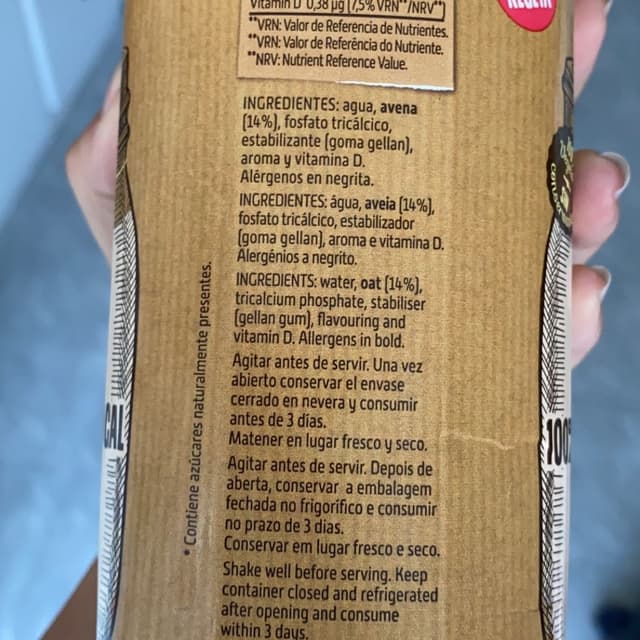 Vitamin D 0,38 µg (7,5% VRN**/NRV**)
**VRN: Valor de Referencia de Nutrientes.
**VRN: Valor de Referência do Nutriente.
**NRV: Nutrient Reference Value.
INGREDIENTES: agua, avena
(14%), fosfato tricálcico,
estabilizante (goma gellan),
aroma y vitamina D.
Alérgenos en negrita.
INGREDIENTES: água, aveia (14%),
fosfato tricálcico, estabilizador
(goma gellan), aroma e vitamina D.
Alergênios a negrito.
INGREDIENTS: water, oat (14%),
tricalcium phosphate, stabiliser
(gellan gum), flavouring and
vitamin D. Allergens in bold.
Agitar antes de servir. Una vez
abierto conservar el envase
cerrado en nevera y consumir
antes de 3 días.
Matener en lugar fresco y seco.
Agitar antes de servir. Depois de
aberta, conservar a embalagem
fechada no frigorífico e consumir
no prazo de 3 dias.
Conservar em lugar fresco e seco.
Shake well before serving. Keep
container closed and refrigerated
after opening and consume
within 3 days.
* Contiene azúcares naturalmente presentes.
CAL
100%